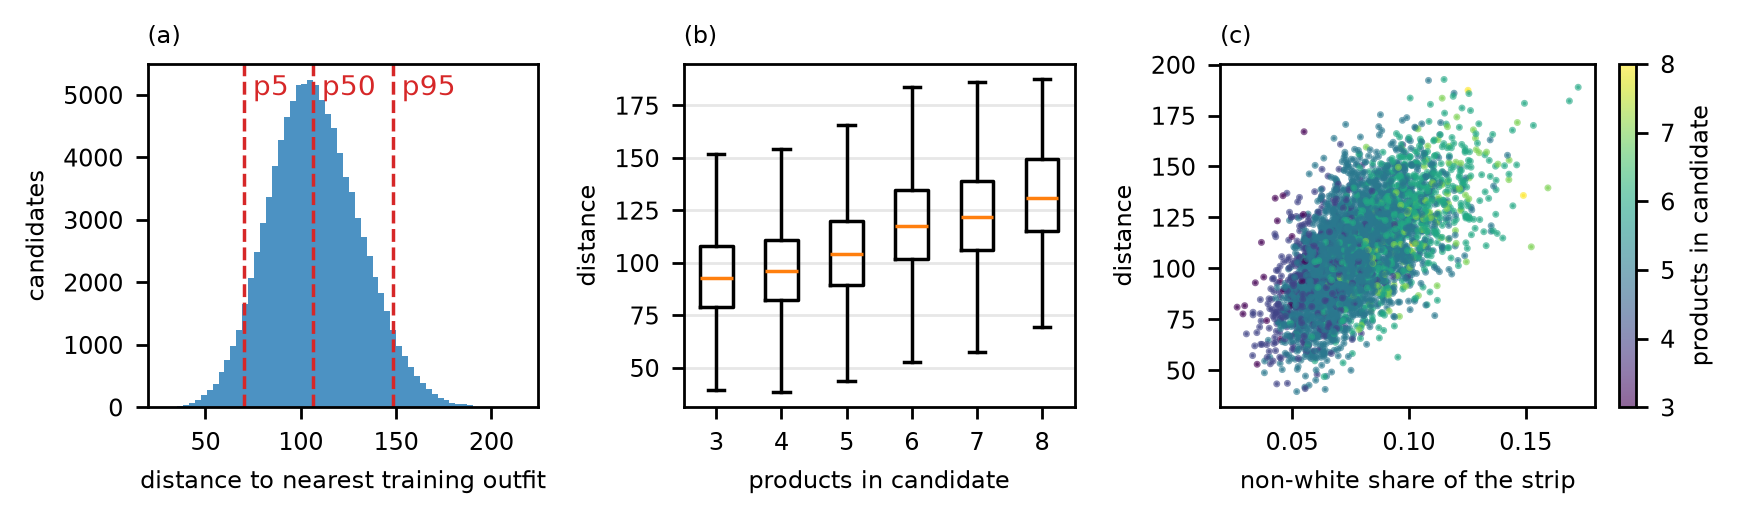 (a)
p5
p50
p95
5000
4000
3000
2000
1000
0
candidates
50
100
150
200
distance to nearest training outfit
(b)
175
150
125
100
75
50
distance
3
4
5
6
7
8
products in candidate
(c)
200
175
150
125
100
75
50
distance
0.05
0.10
0.15
non-white share of the strip
8
7
6
5
4
3
products in candidate